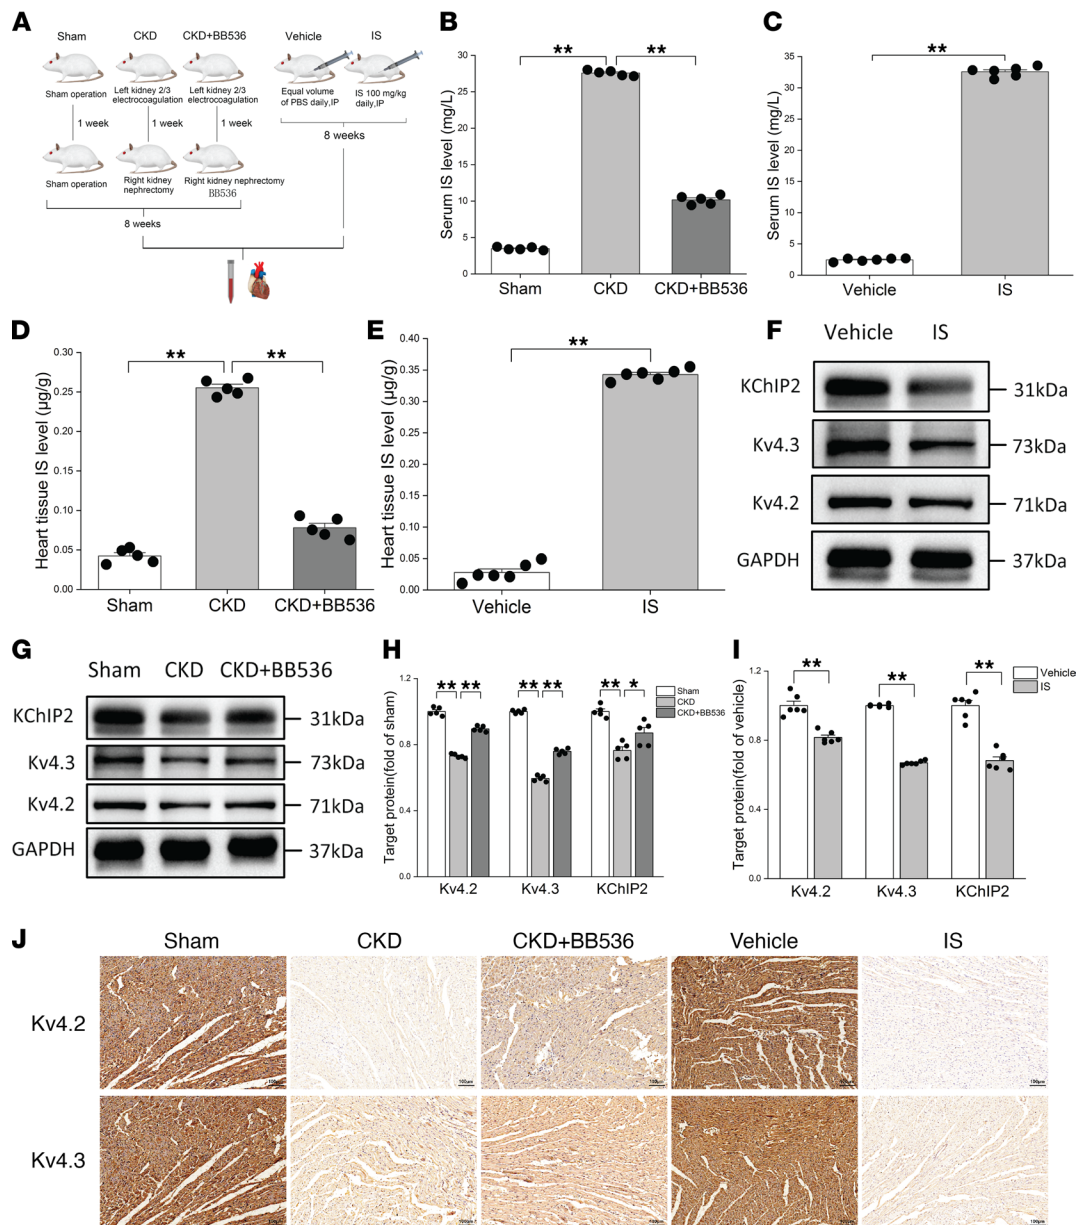 A
Sham
CKD
CKD+BB536
Vehicle
IS
Sham operation
Left kidney 2/3
electrocoagulation
Left kidney 2/3
electrocoagulation
Equal volume
of PBS daily,IP
IS 100 mg/kg
daily,IP
1 week
1 week
1 week
8 weeks
Sham operation
Right kidney
nephrectomy
Right kidney nephrectomy
BB536
8 weeks
B
Serum IS level (mg/L)
30
25
20
15
10
5
0
**
**
Sham
CKD
CKD+BB536
C
Serum IS level (mg/L)
35
30
25
20
15
10
5
0
**
Vehicle
IS
D
Heart tissue IS level (µg/g)
0.30
0.25
0.20
0.15
0.10
0.05
0.00
**
**
Sham
CKD
CKD+BB536
E
Heart tissue IS level (µg/g)
0.40
0.35
0.30
0.25
0.20
0.15
0.10
0.05
0.00
**
Vehicle
IS
F
Vehicle IS
KChIP2 31kDa
Kv4.3 73kDa
Kv4.2 71kDa
GAPDH 37kDa
G
Sham CKD CKD+BB536
KChIP2 31kDa
Kv4.3 73kDa
Kv4.2 71kDa
GAPDH 37kDa
H
Target protein(fold of sham)
1.2
0.8
0.4
0.0
** **
** **
** *
Sham
CKD
CKD+BB536
Kv4.2
Kv4.3
KChIP2
I
Target protein(fold of vehicle)
1.2
0.8
0.4
0.0
**
**
**
Vehicle
IS
Kv4.2
Kv4.3
KChIP2
J
Sham CKD CKD+BB536 Vehicle IS
Kv4.2
100µm 100µm 100µm 100µm 100µm
Kv4.3
100µm 100µm 100µm 100µm 100µm